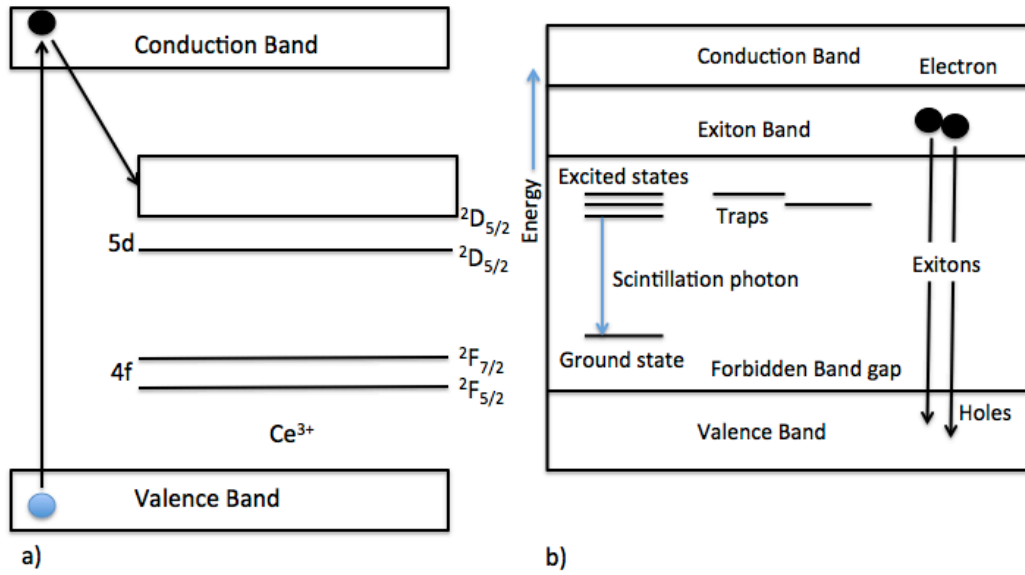 Conduction Band
²D₅/₂
5d
²D₅/₂
²F₇/₂
4f
²F₅/₂
Ce³⁺
Valence Band
a)
Conduction Band
Electron
Exiton Band
Energy
Excited states
Traps
Exitons
Scintillation photon
Ground state
Forbidden Band gap
Holes
Valence Band
b)